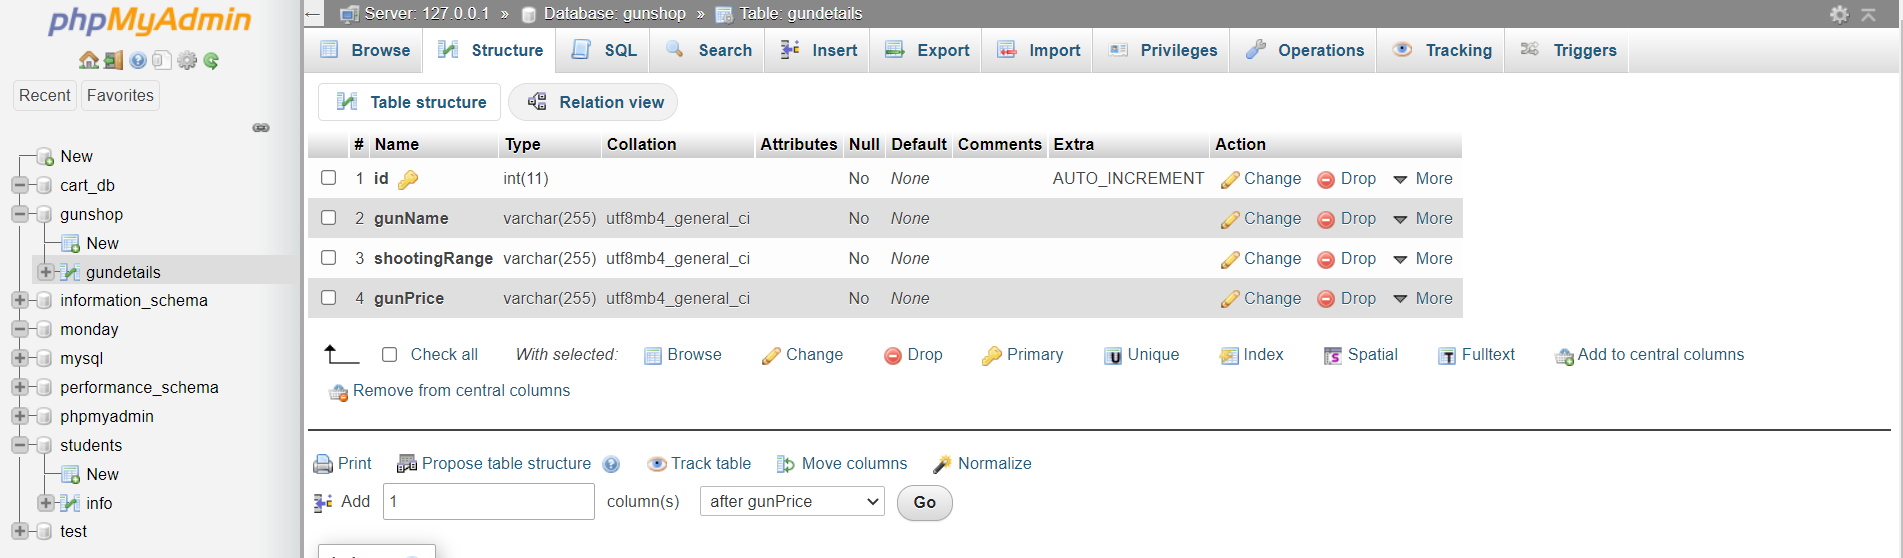 phpMyAdmin
Recent Favorites
New
cart_db
gunshop
New
gundetails
information_schema
monday
mysql
performance_schema
phpmyadmin
students
New
info
test
Server: 127.0.0.1 » Database: gunshop » Table: gundetails
Browse Structure SQL Search Insert Export Import Privileges Operations Tracking Triggers
Table structure Relation view
# Name Type Collation Attributes Null Default Comments Extra Action
1 id int(11) No None AUTO_INCREMENT Change Drop More
2 gunName varchar(255) utf8mb4_general_ci No None Change Drop More
3 shootingRange varchar(255) utf8mb4_general_ci No None Change Drop More
4 gunPrice varchar(255) utf8mb4_general_ci No None Change Drop More
Check all With selected: Browse Change Drop Primary Unique Index Spatial Fulltext Add to central columns
Remove from central columns
Print Propose table structure Track table Move columns Normalize
Add 1 column(s) after gunPrice Go